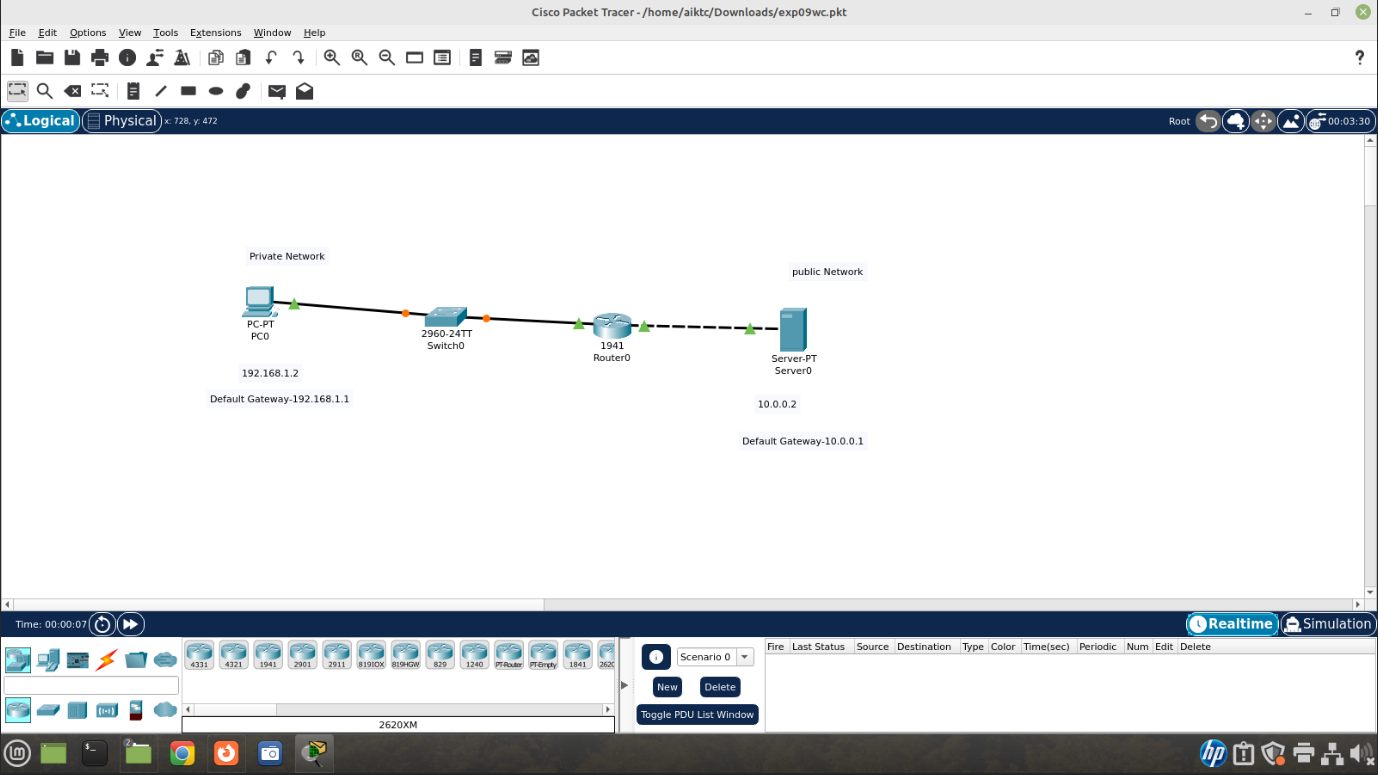 Cisco Packet Tracer - /home/aiktc/Downloads/exp09wc.pkt
File Edit Options View Tools Extensions Window Help
?
Logical Physical x: 728, y: 472 Root 00:03:30
Private Network
public Network
PC-PT
PC0
2960-24TT
Switch0
1941
Router0
Server-PT
Server0
192.168.1.2
Default Gateway-192.168.1.1
10.0.0.2
Default Gateway-10.0.0.1
Time: 00:00:07 Realtime Simulation
4331 4321 1941 2901 2911 819IOX 819HGW 829 1240 PT-Router PT-Empty 1841 2620
2620XM
Scenario 0
New Delete
Toggle PDU List Window
Fire Last Status Source Destination Type Color Time(sec) Periodic Num Edit Delete
2
hp